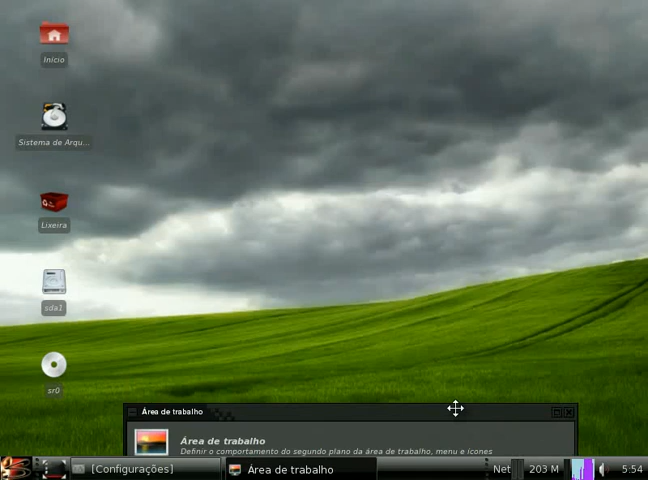 Início
Sistema de Arqu...
Lixeira
sda1
sr0
Área de trabalho
Área de trabalho
Definir o comportamento do segundo plano da área de trabalho, menu e ícones
[Configurações]
Área de trabalho
Net
203 M
5:54